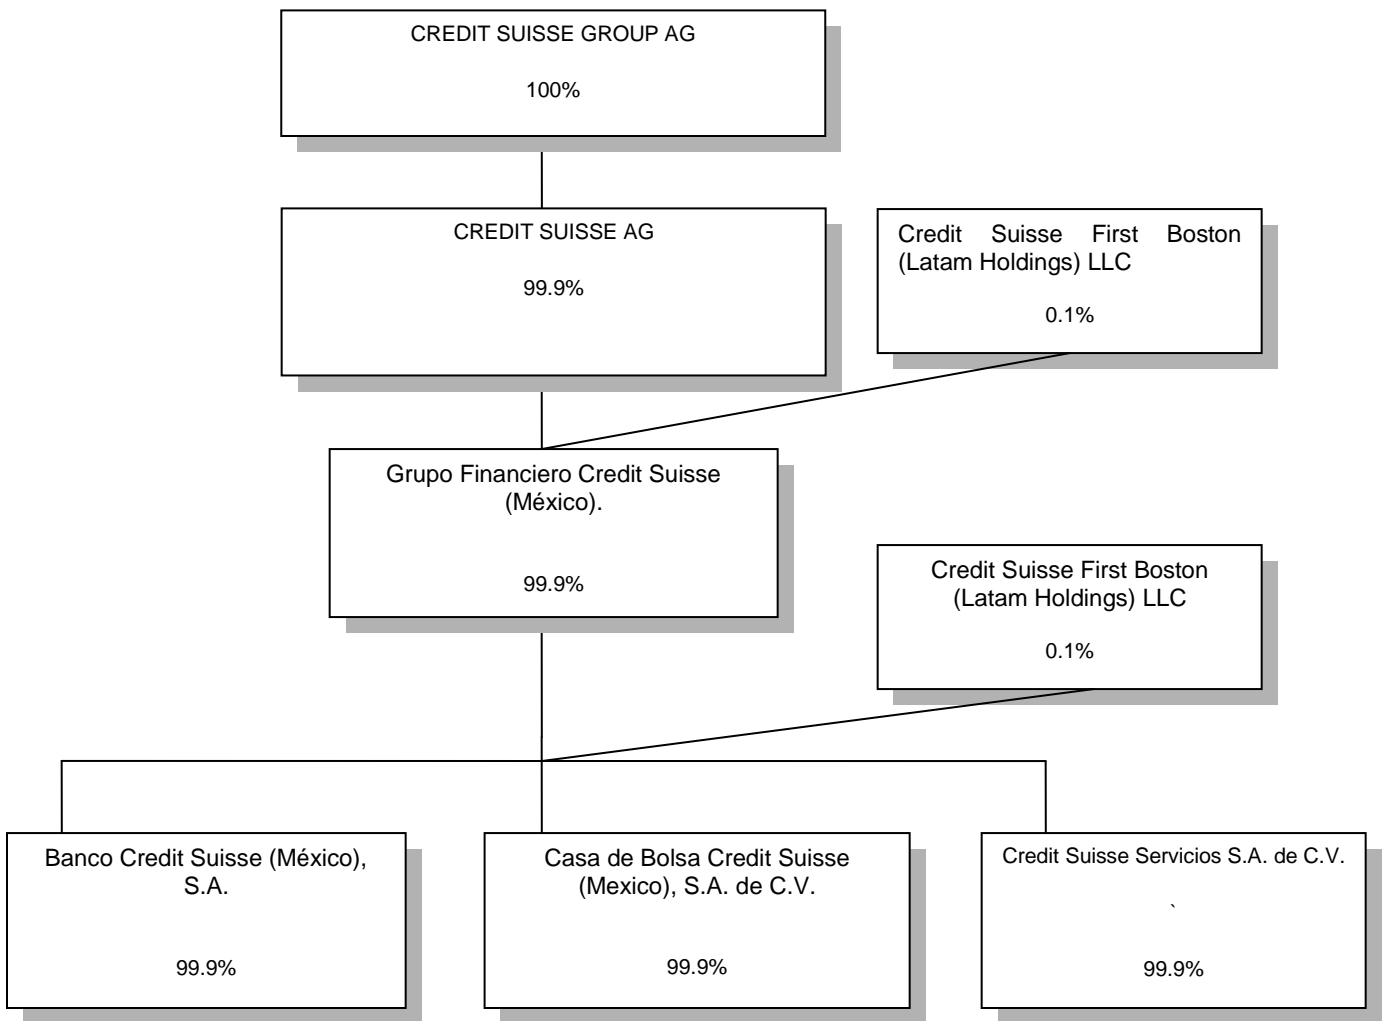 CREDIT SUISSE GROUP AG
100%
CREDIT SUISSE AG
99.9%
Credit Suisse First Boston
(Latam Holdings) LLC
0.1%
Grupo Financiero Credit Suisse
(México).
99.9%
Credit Suisse First Boston
(Latam Holdings) LLC
0.1%
Banco Credit Suisse (México),
S.A.
99.9%
Casa de Bolsa Credit Suisse
(Mexico), S.A. de C.V.
99.9%
Credit Suisse Servicios S.A. de C.V.
`
99.9%